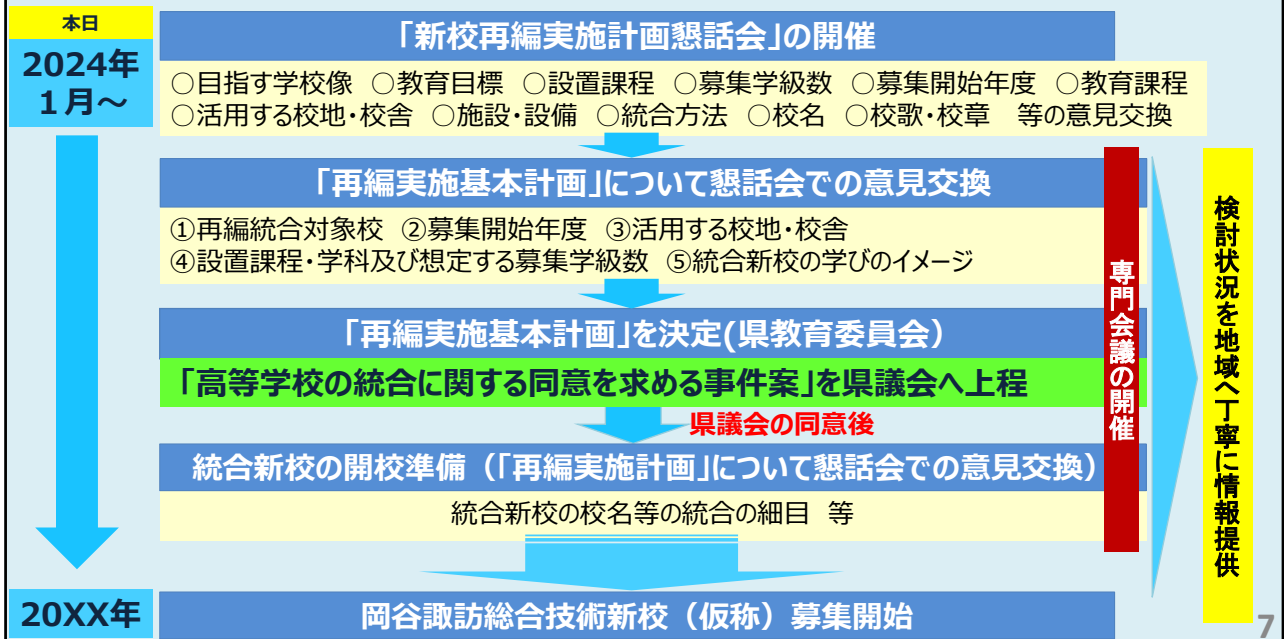 本日
2024年
１月～
「新校再編実施計画懇話会」の開催
○目指す学校像 ○教育目標 ○設置課程 ○募集学級数 ○募集開始年度 ○教育課程
○活用する校地・校舎 ○施設・設備 ○統合方法 ○校名 ○校歌・校章 等の意見交換
「再編実施基本計画」について懇話会での意見交換
①再編統合対象校 ②募集開始年度 ③活用する校地・校舎
④設置課程・学科及び想定する募集学級数 ⑤統合新校の学びのイメージ
「再編実施基本計画」を決定(県教育委員会）
「高等学校の統合に関する同意を求める事件案」を県議会へ上程
県議会の同意後
統合新校の開校準備（「再編実施計画」について懇話会での意見交換）
統合新校の校名等の統合の細目 等
専門会議の開催
検討状況を地域へ丁寧に情報提供
20XX年
岡谷諏訪総合技術新校（仮称）募集開始
7